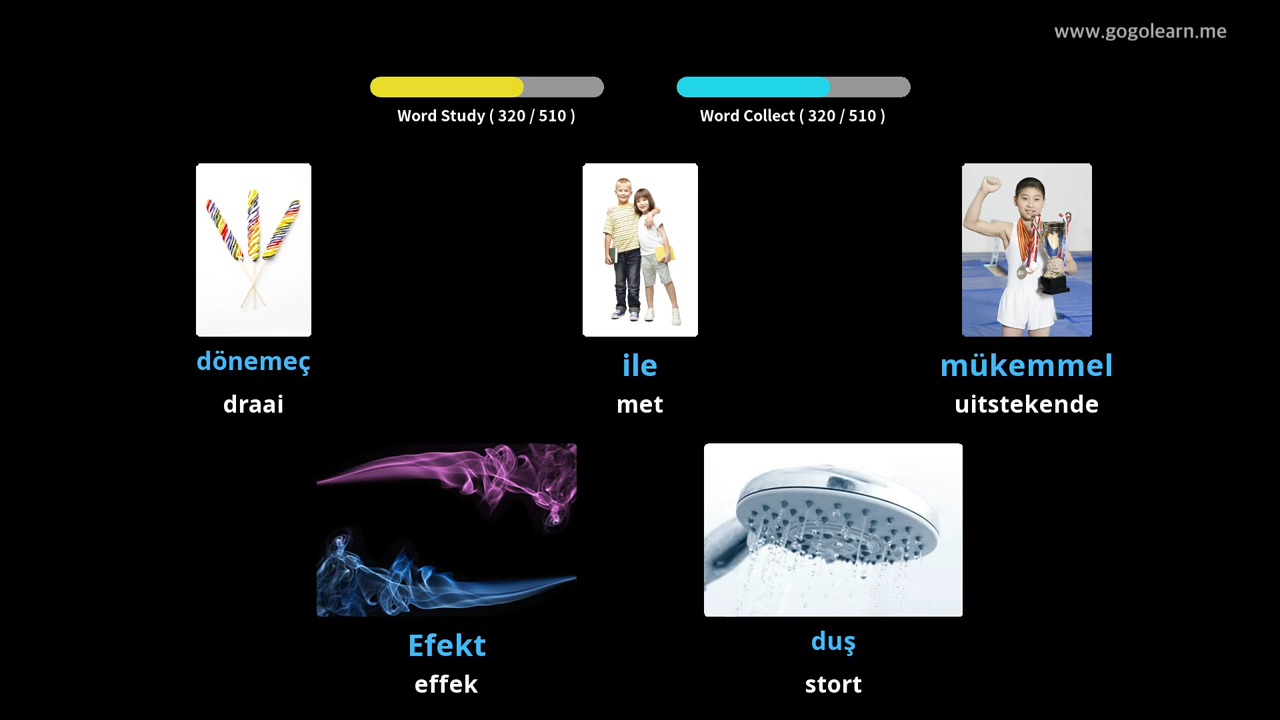 www.gogolearn.me
Word Study ( 320 / 510 )
Word Collect ( 320 / 510 )
dönemeç
draai
ile
met
mükemmel
uitstekende
Efekt
effek
duş
stort